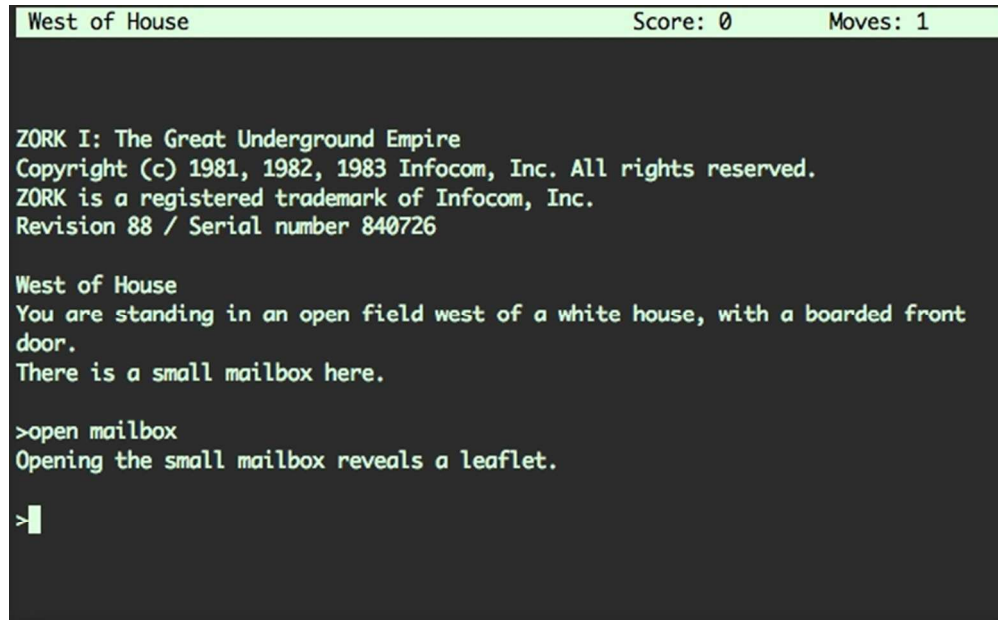 West of House Score: 0 Moves: 1
ZORK I: The Great Underground Empire
Copyright (c) 1981, 1982, 1983 Infocom, Inc. All rights reserved.
ZORK is a registered trademark of Infocom, Inc.
Revision 88 / Serial number 840726
West of House
You are standing in an open field west of a white house, with a boarded front
door.
There is a small mailbox here.
>open mailbox
Opening the small mailbox reveals a leaflet.
>